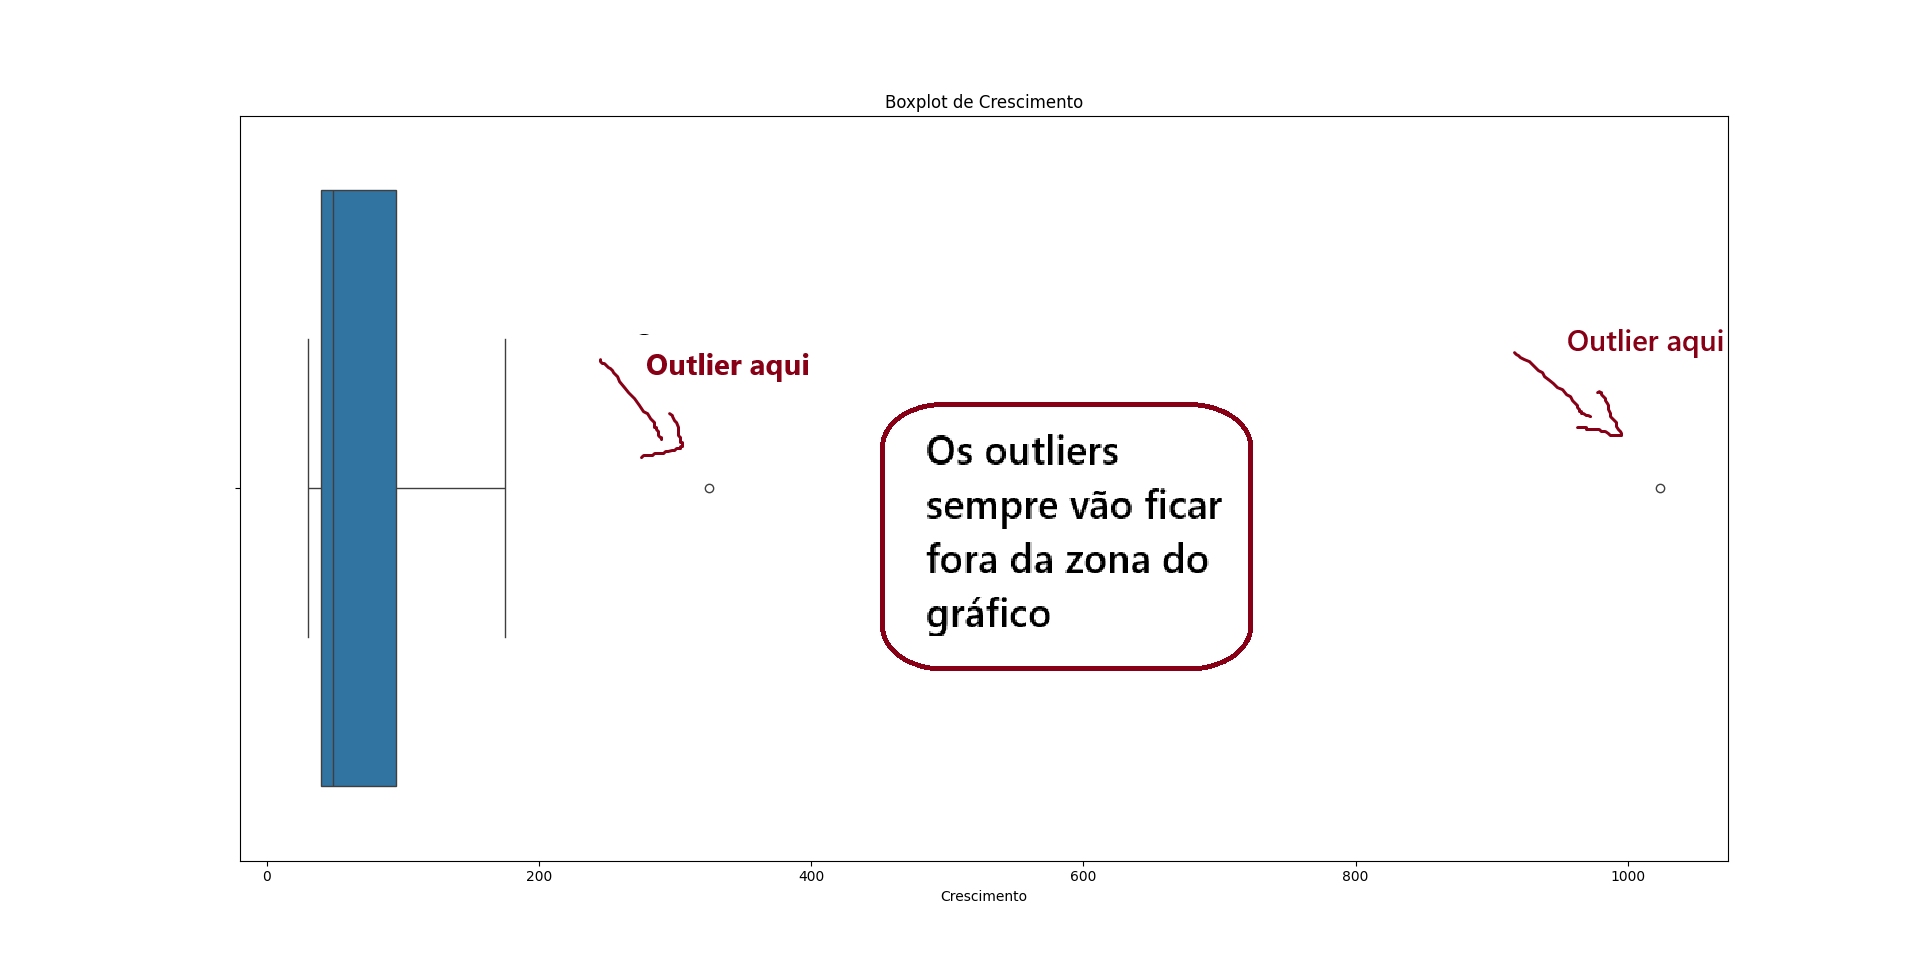 Boxplot de Crescimento
Outlier aqui
Outlier aqui
Os outliers
sempre vão ficar
fora da zona do
gráfico
0 200 400 600 800 1000
Crescimento